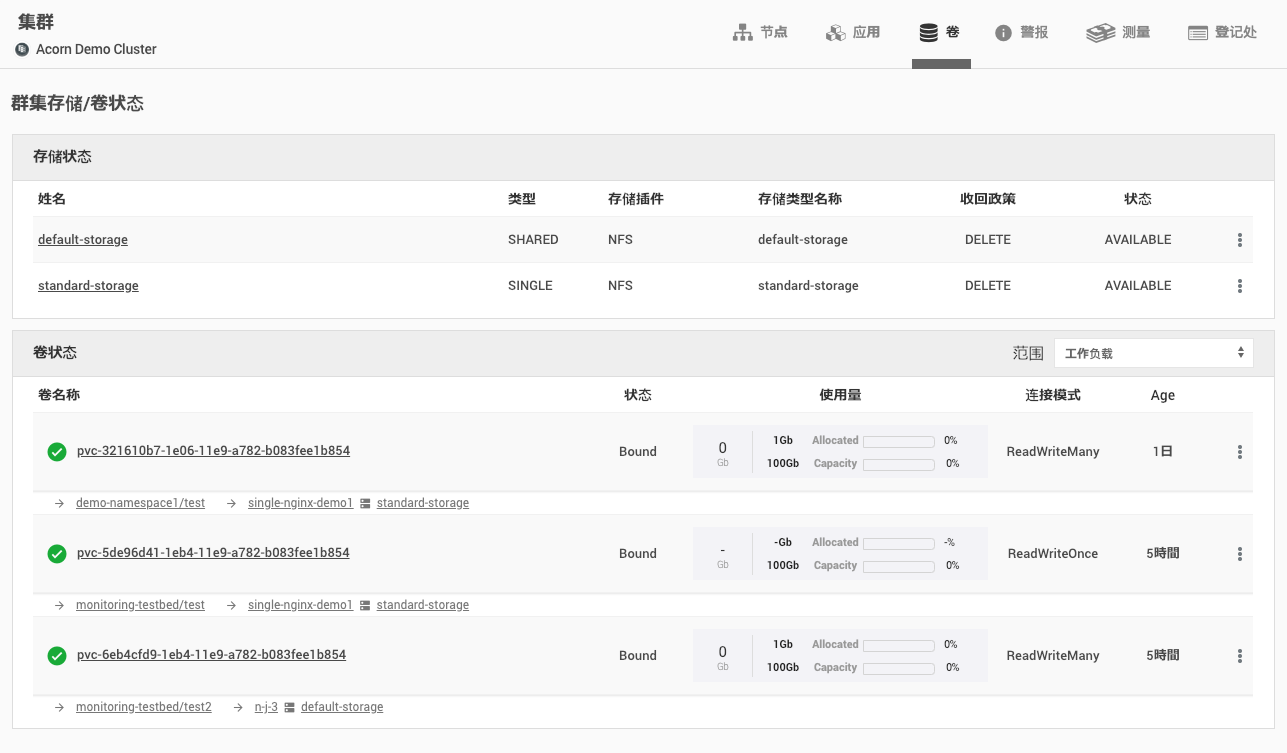 集群
Acorn Demo Cluster
节点 应用 卷 警报 测量 登记处
群集存储/卷状态
存储状态
姓名 类型 存储插件 存储类型名称 收回政策 状态
default-storage SHARED NFS default-storage DELETE AVAILABLE
standard-storage SINGLE NFS standard-storage DELETE AVAILABLE
卷状态 范围 工作负载
卷名称 状态 使用量 连接模式 Age
0 1Gb Allocated 0%
pvc-321610b7-1e06-11e9-a782-b083fee1b854 Bound ReadWriteMany 1日
Gb 100Gb Capacity 0%
demo-namespace1/test single-nginx-demo1 standard-storage
- -Gb Allocated -%
pvc-5de96d41-1eb4-11e9-a782-b083fee1b854 Bound ReadWriteOnce 5時間
Gb 100Gb Capacity 0%
monitoring-testbed/test single-nginx-demo1 standard-storage
0 1Gb Allocated 0%
pvc-6eb4cfd9-1eb4-11e9-a782-b083fee1b854 Bound ReadWriteMany 5時間
Gb 100Gb Capacity 0%
monitoring-testbed/test2 n-j-3 default-storage